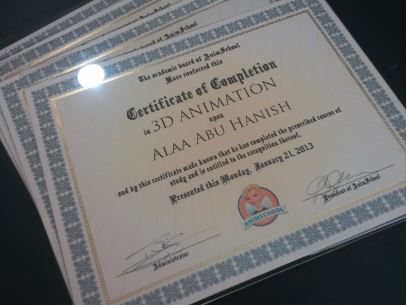 The academic board of AnimSchool
Have conferred this
Certificate of Completion
in 3D ANIMATION
upon
ALAA ABU HANISH
and by this certificate made known that he has completed the prescribed course of
study and is entitled to the recognition thereof.
Presented this Monday, January 21, 2013
ANIMSCHOOL
Administrator
President of AnimSchool